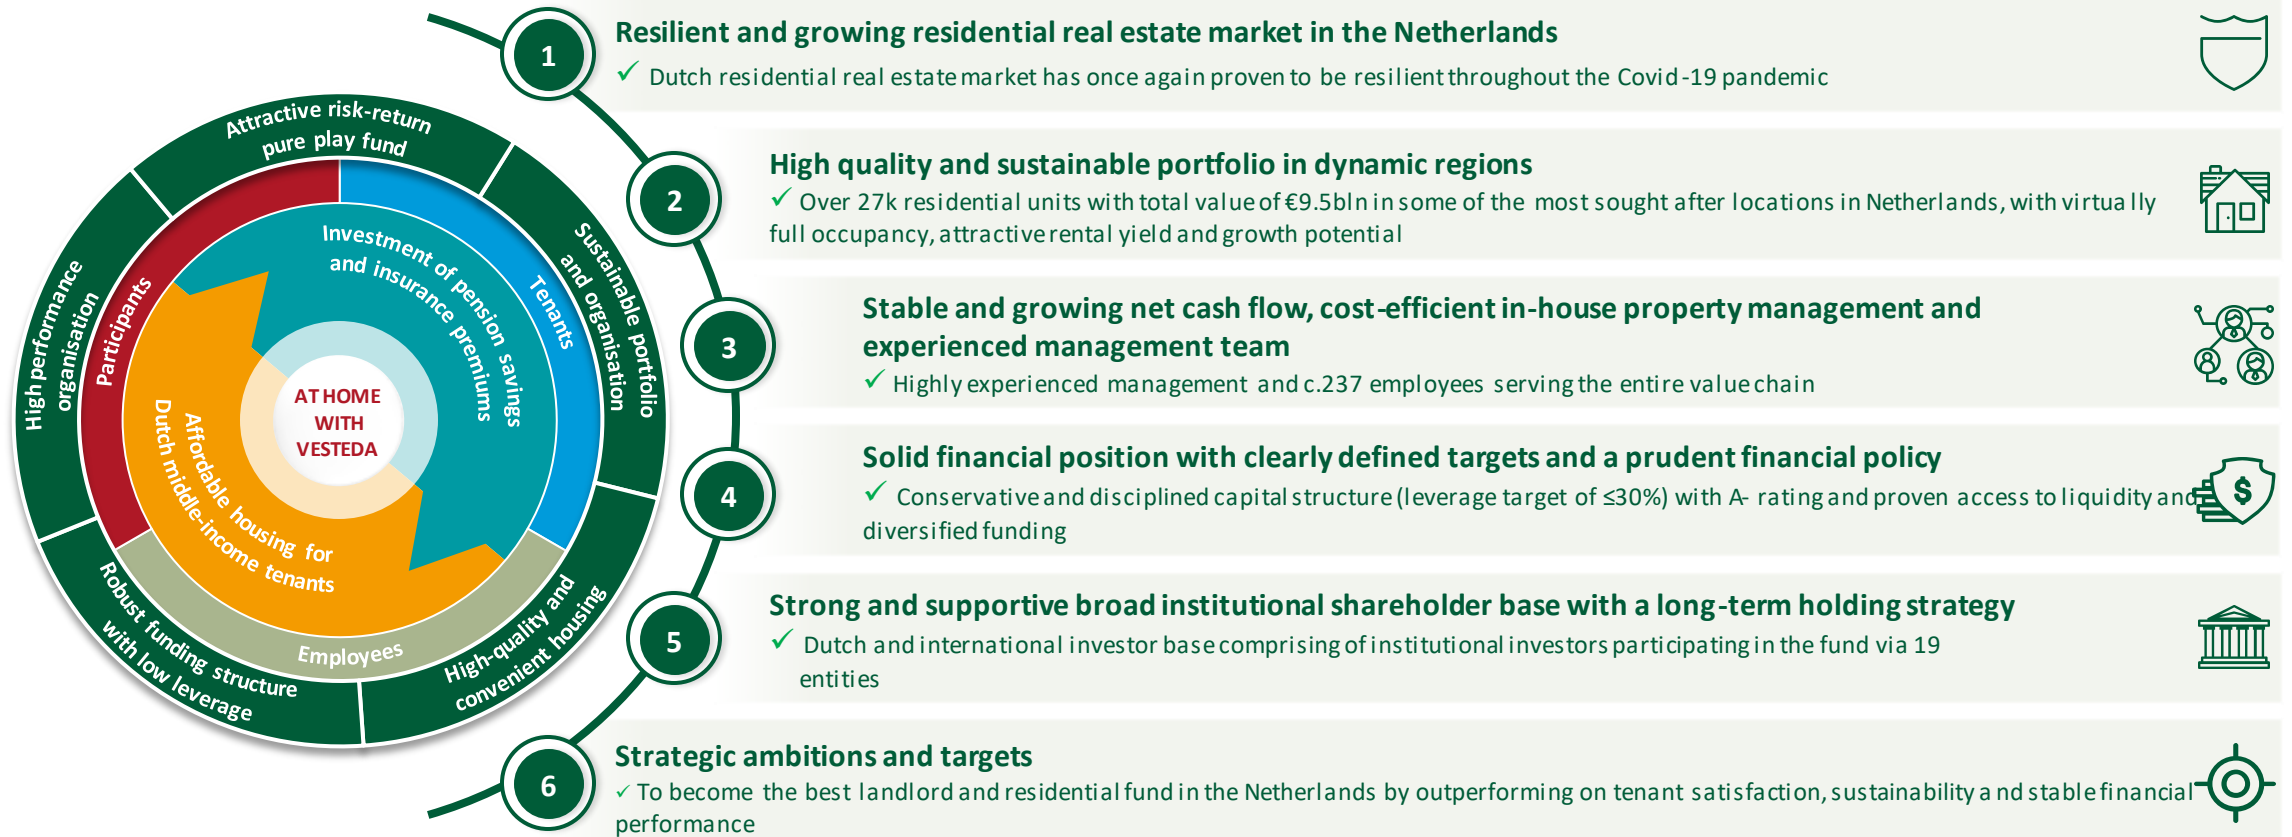 Attractive risk-return
pure play fund
Sustainable portfolio
and organisation
High-quality and
convenient housing
Robust funding structure
with low leverage
High performance
organisation
Participants
Tenants
Employees
Investment of pension savings
and insurance premiums
Affordable housing for
Dutch middle-income tenants
AT HOME
WITH
VESTEDA
1
Resilient and growing residential real estate market in the Netherlands
✓ Dutch residential real estate market has once again proven to be resilient throughout the Covid-19 pandemic
2
High quality and sustainable portfolio in dynamic regions
✓ Over 27k residential units with total value of €9.5bln in some of the most sought after locations in Netherlands, with virtually
full occupancy, attractive rental yield and growth potential
3
Stable and growing net cash flow, cost-efficient in-house property management and
experienced management team
✓ Highly experienced management and c.237 employees serving the entire value chain
4
Solid financial position with clearly defined targets and a prudent financial policy
✓ Conservative and disciplined capital structure (leverage target of ≤30%) with A- rating and proven access to liquidity and
diversified funding
$
5
Strong and supportive broad institutional shareholder base with a long-term holding strategy
✓ Dutch and international investor base comprising of institutional investors participating in the fund via 19
entities
6
Strategic ambitions and targets
✓ To become the best landlord and residential fund in the Netherlands by outperforming on tenant satisfaction, sustainability and stable financial
performance